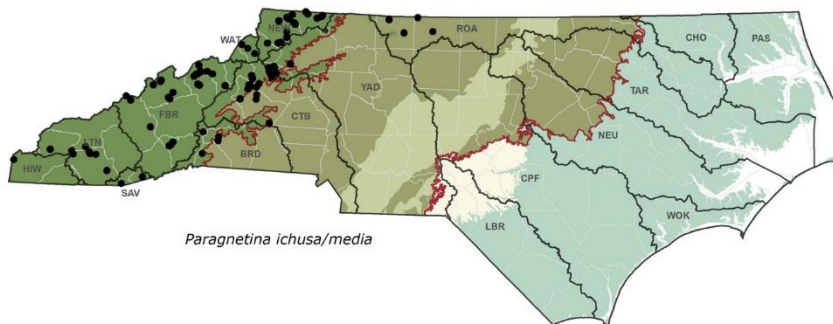 NEW
WAT
ROA
CHO
PAS
YAD
TAR
FBR
CTB
NEU
LTN
BRD
HIW
CPF
SAV
WOK
LBR
Paragnetina ichusa/media